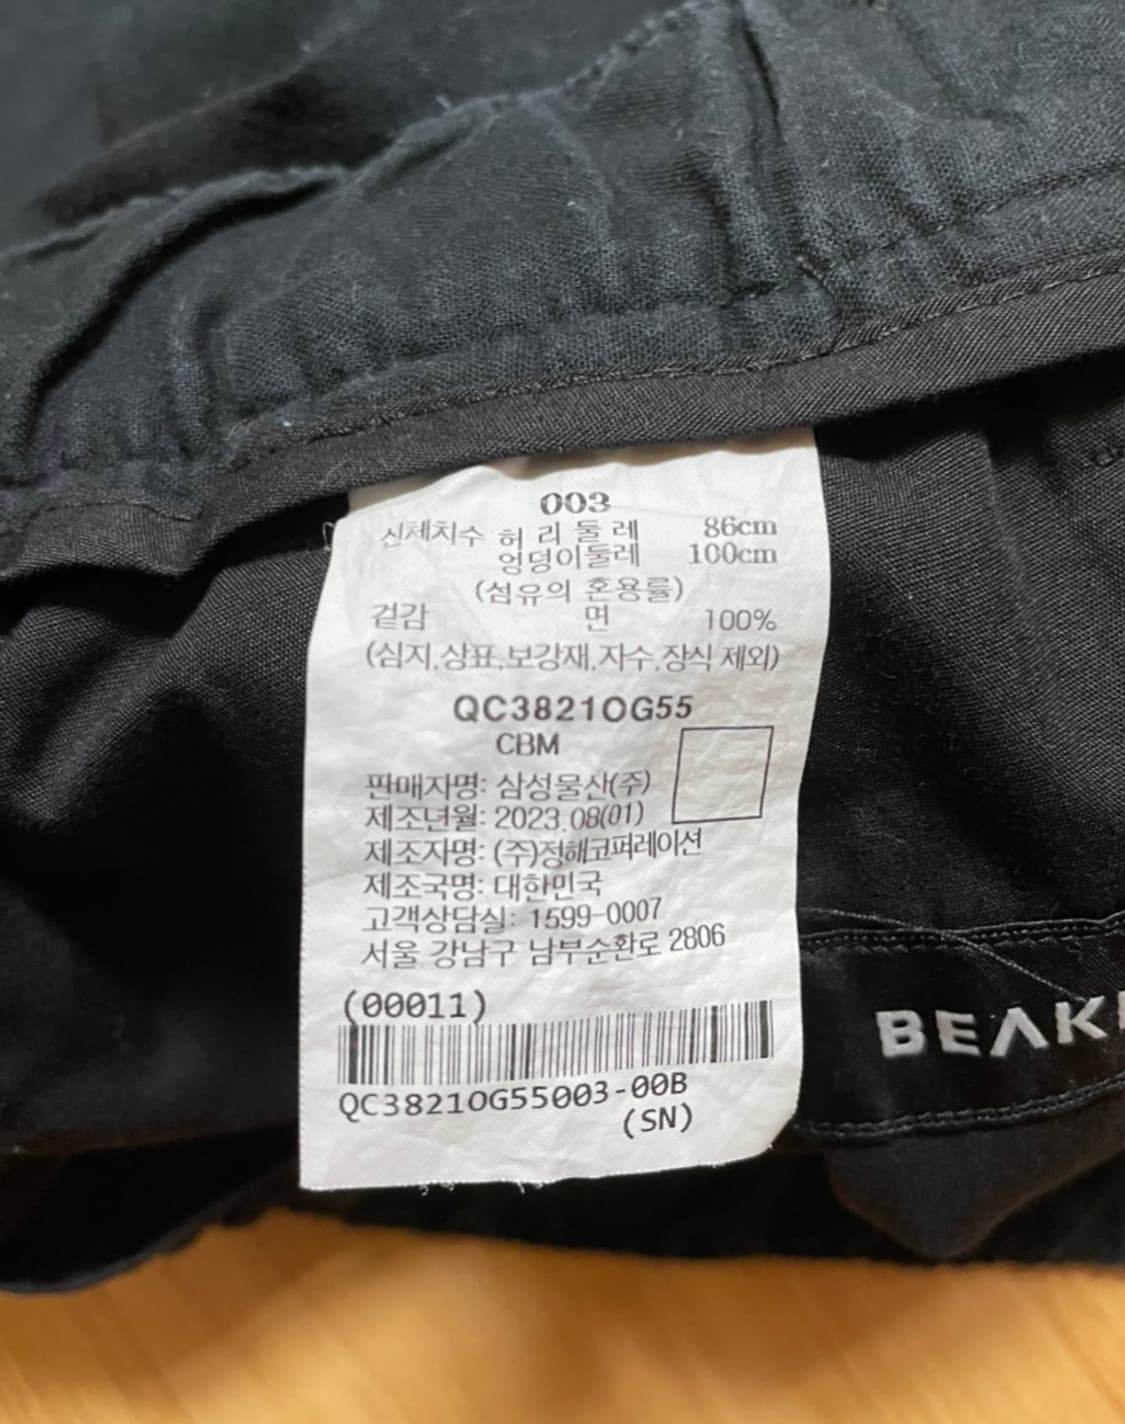 003
신체치수 허 리 둘 레 86cm
엉덩이둘레 100cm
(섬유의 혼용률)
겉감 면 100%
(심지,상표,보강재,자수,장식 제외)
QC3821OG55
CBM
판매자명: 삼성물산(주)
제조년월: 2023.08(01)
제조자명: (주)정해코퍼레이션
제조국명: 대한민국
고객상담실: 1599-0007
서울 강남구 남부순환로 2806
(00011)
QC3821OG55003-00B
(SN)
BEAK